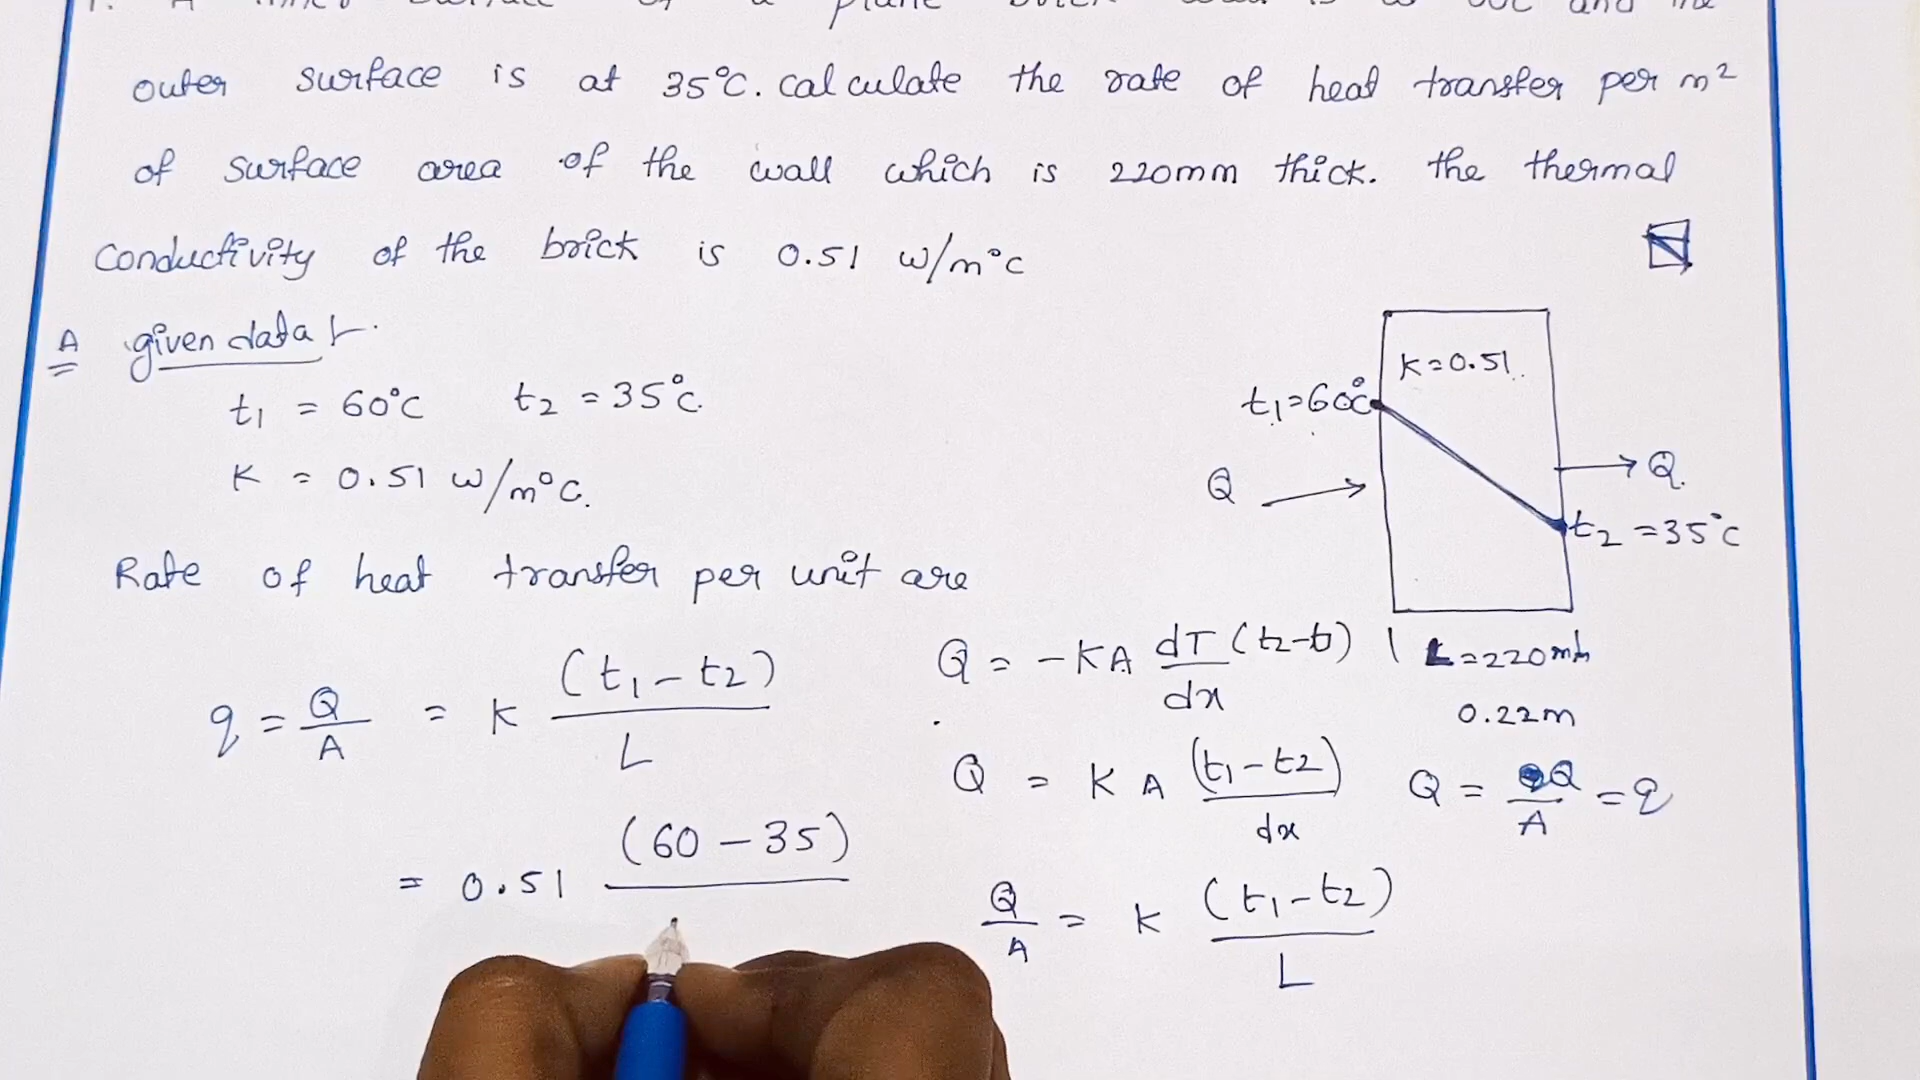 outer surface is at 35°C. calculate the rate of heat transfer per m²
of surface area of the wall which is 220mm thick. the thermal
conductivity of the brick is 0.51 w/m°c
A given data :-
t₁ = 60°C t₂ = 35°C.
K = 0.51 w/m°C.
K=0.51
t₁=60°C
Q
Q.
t₂ =35°C
L=220mm
0.22m
Rate of heat transfer per unit are
q = Q/A = K (t₁-t₂)/L
= 0.51 (60-35)
Q = -KA dT/dx (t₂-t₁)
Q = KA (t₁-t₂)/dx
Q = Q/A = q
Q/A = K (t₁-t₂)/L